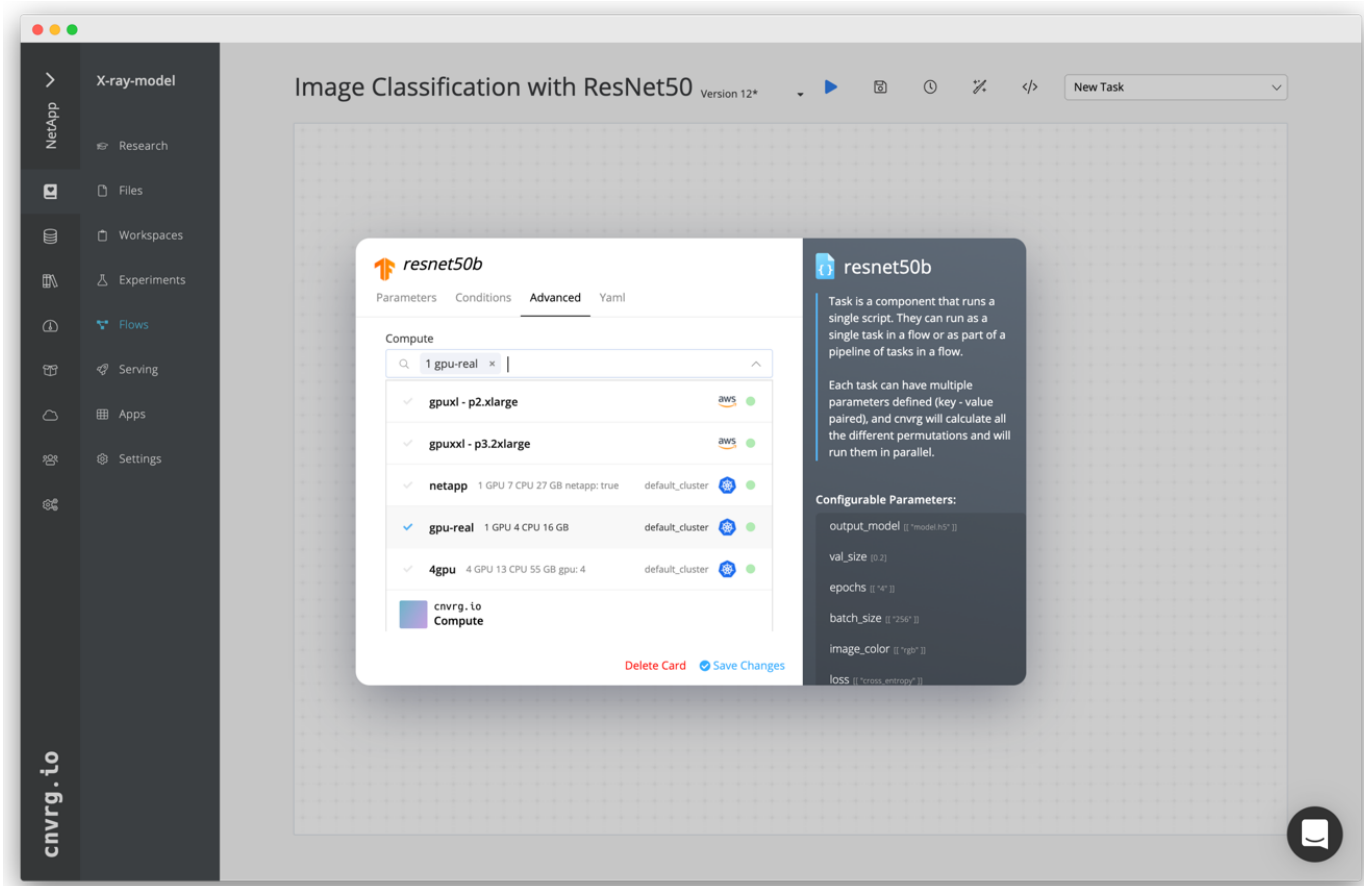 NetApp
cnvrg.io
X-ray-model
Research
Files
Workspaces
Experiments
Flows
Serving
Apps
Settings
Image Classification with ResNet50 Version 12*
</>
New Task
resnet50b
Parameters Conditions Advanced Yaml
Compute
1 gpu-real ×
gpuxl - p2.xlarge aws
gpuxxl - p3.2xlarge aws
netapp 1 GPU 7 CPU 27 GB netapp: true default_cluster
gpu-real 1 GPU 4 CPU 16 GB default_cluster
4gpu 4 GPU 13 CPU 55 GB gpu: 4 default_cluster
cnvrg.io
Compute
Delete Card Save Changes
resnet50b
Task is a component that runs a
single script. They can run as a
single task in a flow or as part of a
pipeline of tasks in a flow.
Each task can have multiple
parameters defined (key - value
paired), and cnvrg will calculate all
the different permutations and will
run them in parallel.
Configurable Parameters:
output_model [[ "model.h5" ]]
val_size [0.2]
epochs [[ "4" ]]
batch_size [[ "256" ]]
image_color [[ "rgb" ]]
loss [[ "cross_entropy" ]]